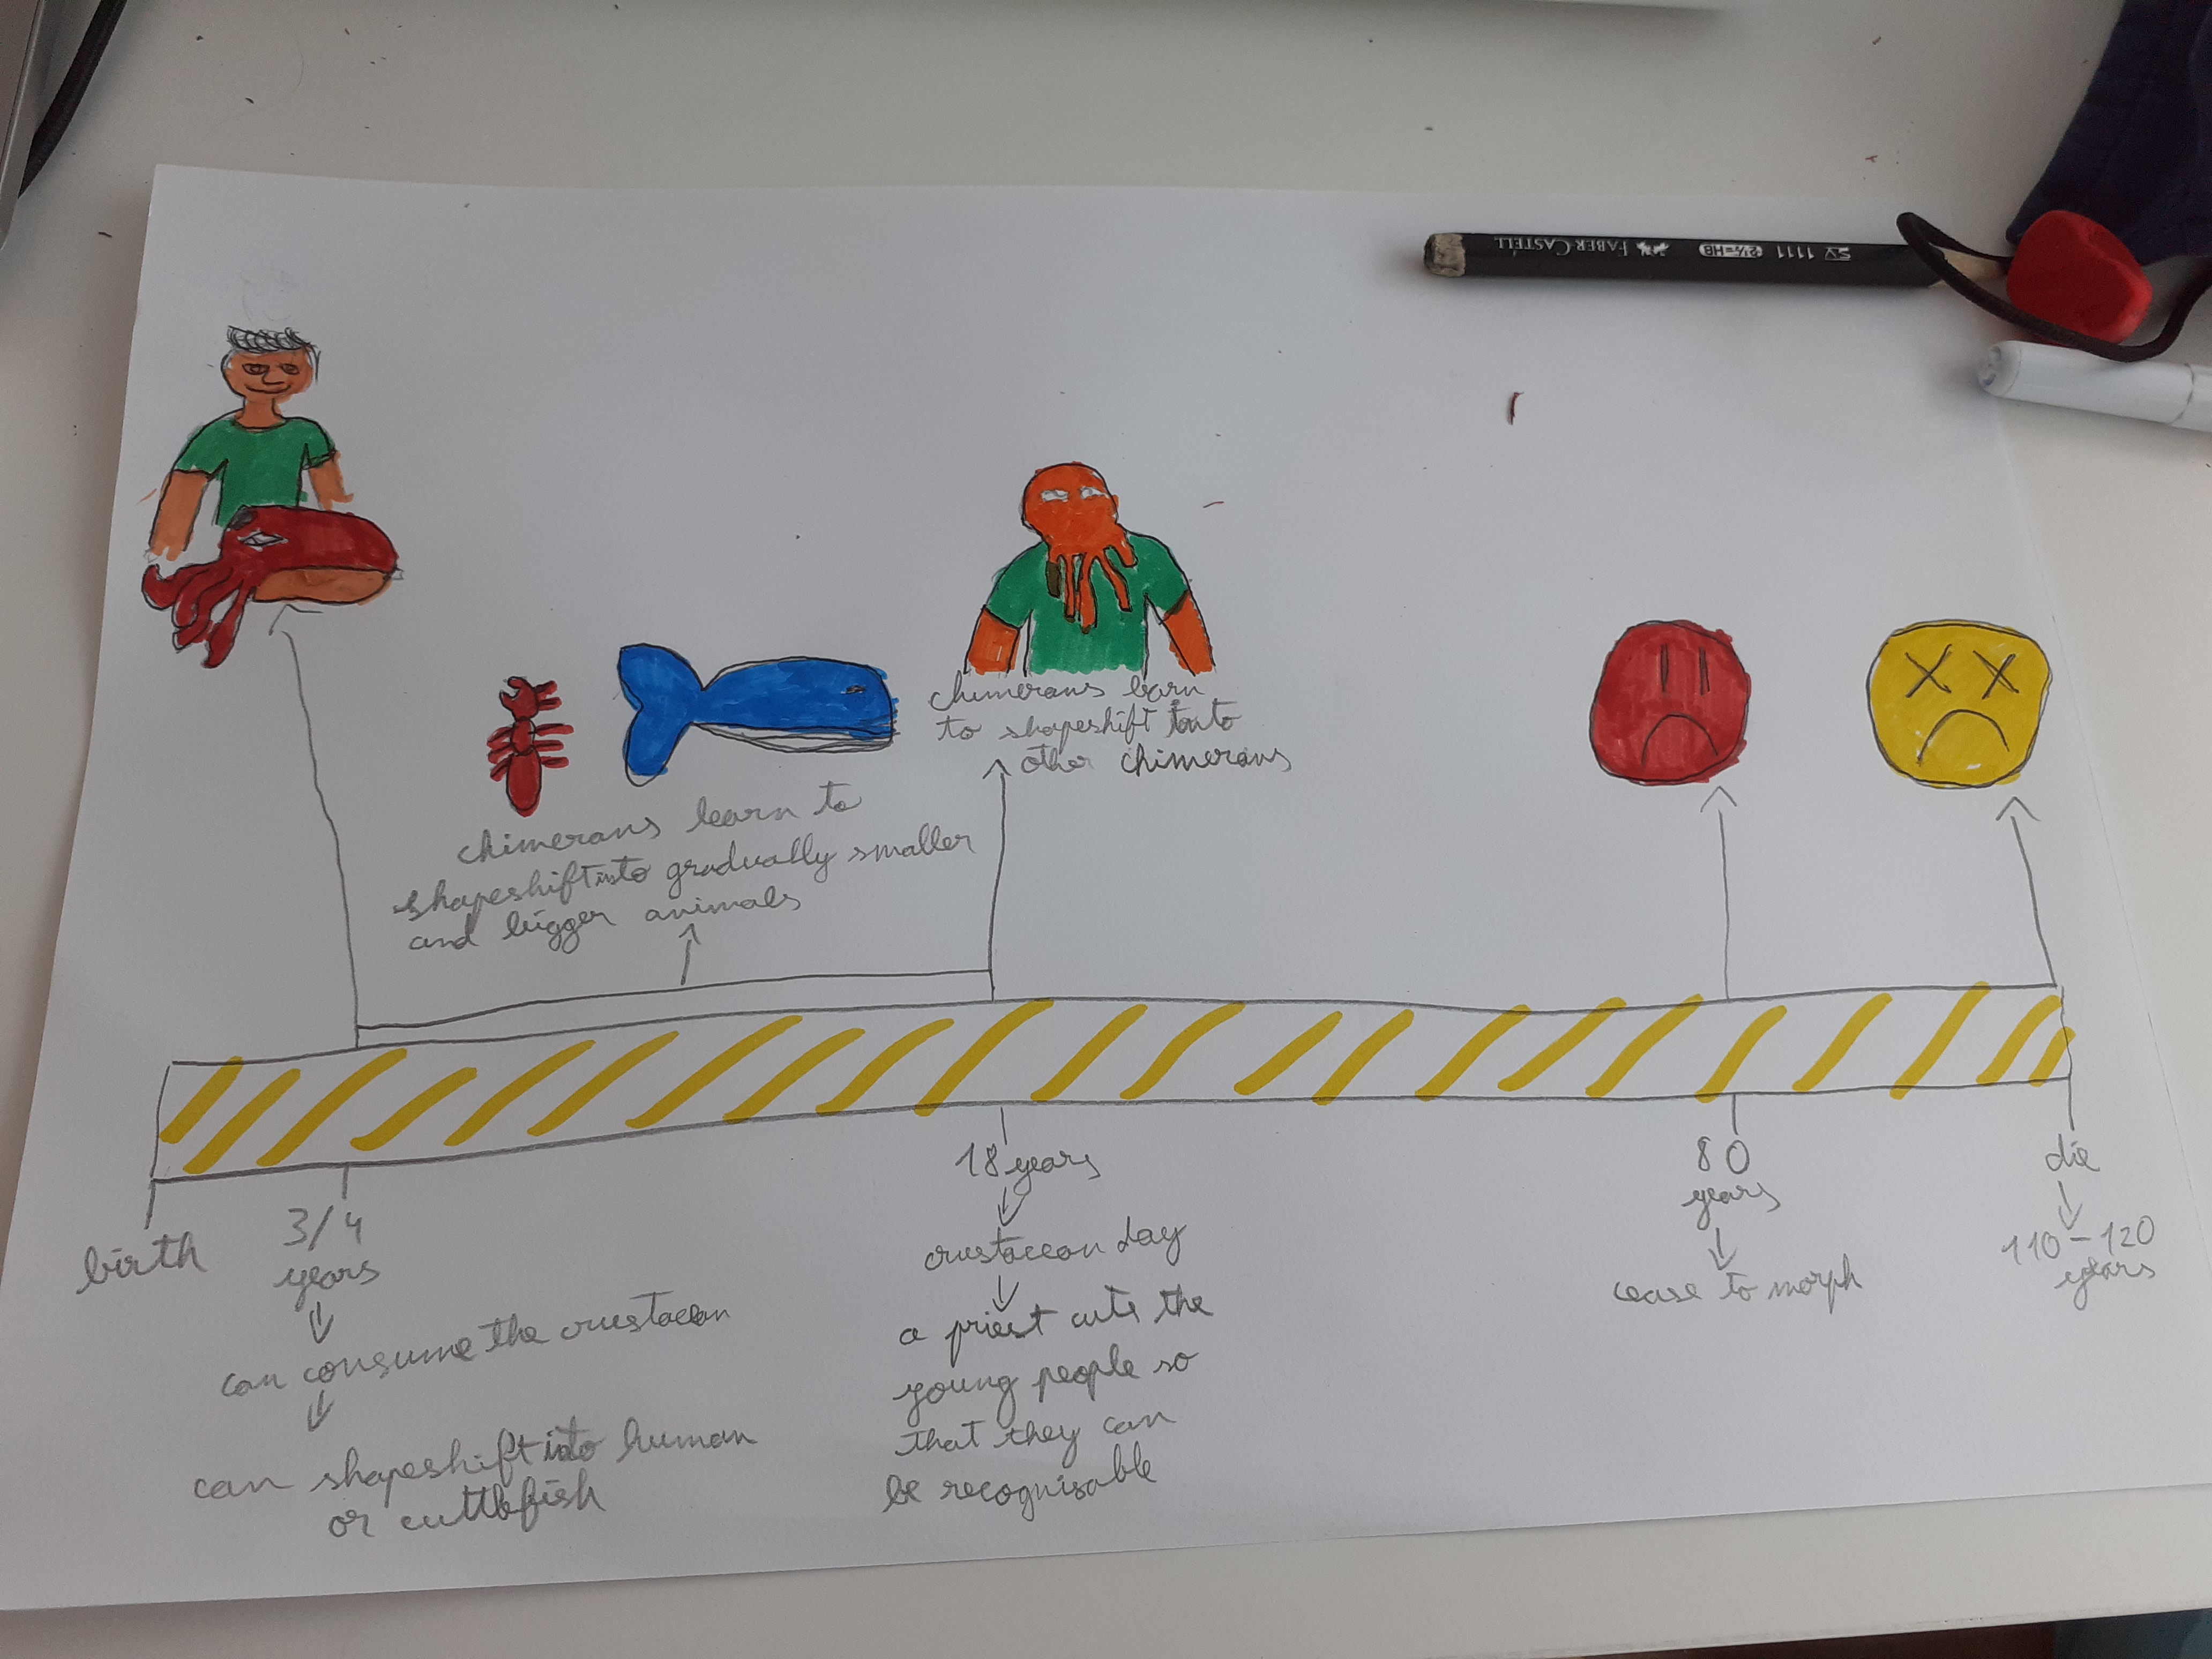 FABER CASTELL 2½=HB 1111 SV
chimerans learn
to shapeshift into
other chimerans
chimerans learn to
shapeshift into gradually smaller
and bigger animals
birth
3/4
years
can consume the crustacean
can shapeshift into human
or cuttlefish
18 years
crustacean day
a priest cuts the
young people so
that they can
be recognisable
80
years
cease to morph
die
110-120
years